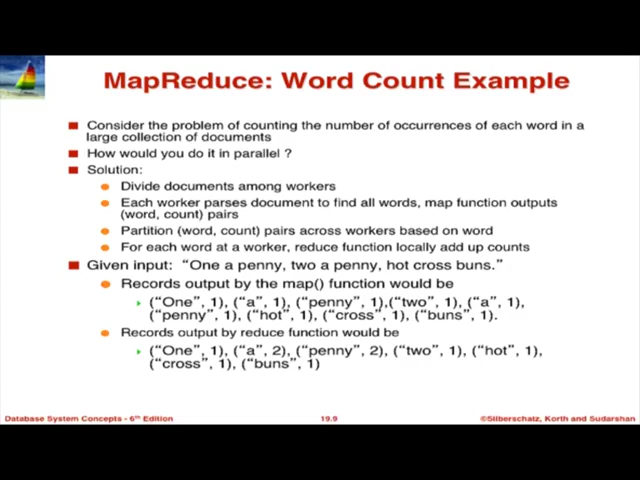 MapReduce: Word Count Example
Consider the problem of counting the number of occurrences of each word in a
large collection of documents
How would you do it in parallel ?
Solution:
Divide documents among workers
Each worker parses document to find all words, map function outputs
(word, count) pairs
Partition (word, count) pairs across workers based on word
For each word at a worker, reduce function locally add up counts
Given input: “One a penny, two a penny, hot cross buns.”
Records output by the map() function would be
(“One”, 1), (“a”, 1), (“penny”, 1),(“two”, 1), (“a”, 1),
(“penny”, 1), (“hot”, 1), (“cross”, 1), (“buns”, 1).
Records output by reduce function would be
(“One”, 1), (“a”, 2), (“penny”, 2), (“two”, 1), (“hot”, 1),
(“cross”, 1), (“buns”, 1)
Database System Concepts - 6th Edition
19.9
©Silberschatz, Korth and Sudarshan